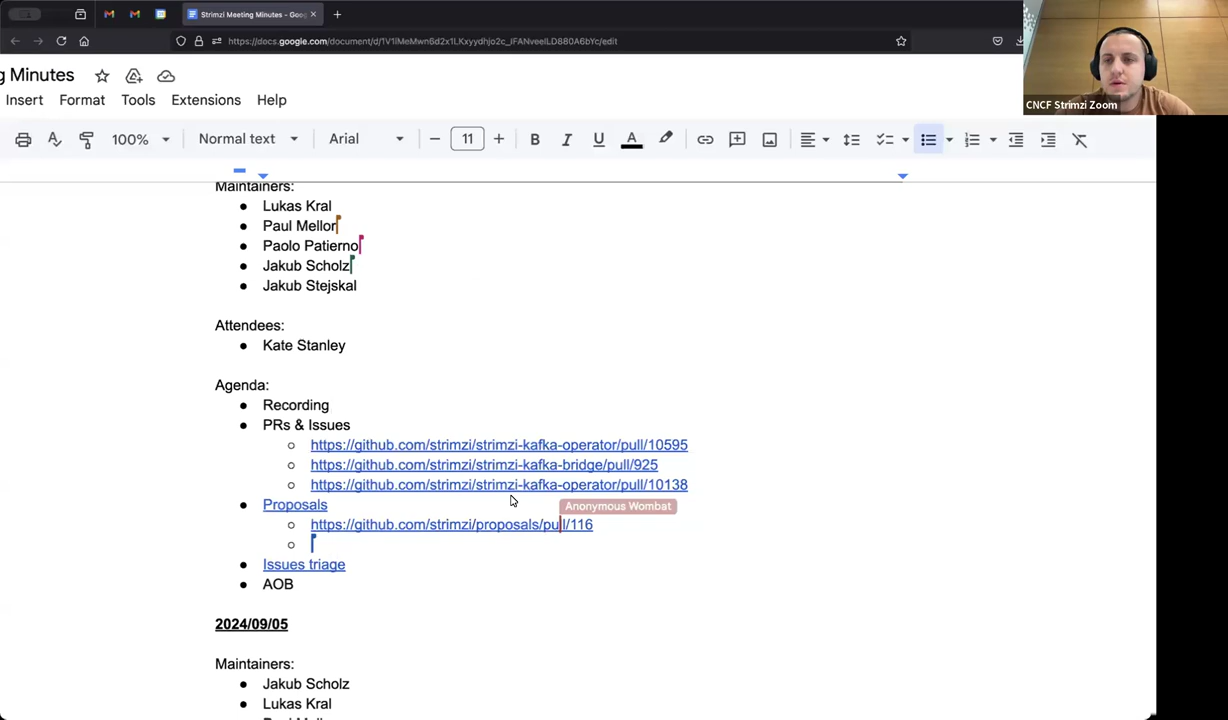 Strimzi Meeting Minutes – Goo
https://docs.google.com/document/d/1V1lMeMwn6d2x1LKxyydhjo2c_IFANveeILD880A6bYc/edit
g Minutes
Insert Format Tools Extensions Help
100% Normal text Arial 11 B I U A
CNCF Strimzi Zoom
Maintainers:
Lukas Kral
Paul Mellor
Paolo Patierno
Jakub Scholz
Jakub Stejskal
Attendees:
Kate Stanley
Agenda:
Recording
PRs & Issues
https://github.com/strimzi/strimzi-kafka-operator/pull/10595
https://github.com/strimzi/strimzi-kafka-bridge/pull/925
https://github.com/strimzi/strimzi-kafka-operator/pull/10138
Proposals
Anonymous Wombat
https://github.com/strimzi/proposals/pull/116
Issues triage
AOB
2024/09/05
Maintainers:
Jakub Scholz
Lukas Kral